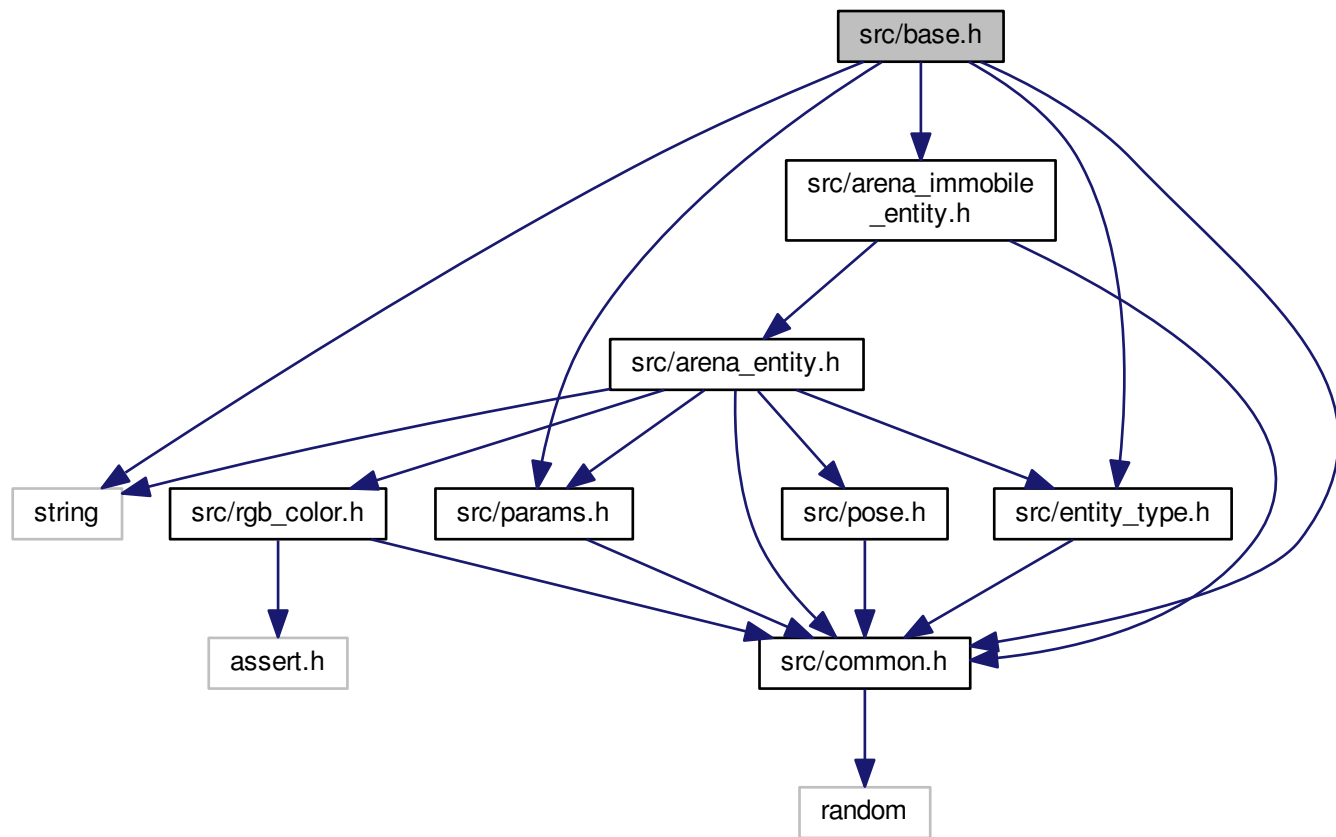 src/base.h
src/arena_immobile
_entity.h
src/arena_entity.h
string
src/rgb_color.h
src/params.h
src/pose.h
src/entity_type.h
assert.h
src/common.h
random